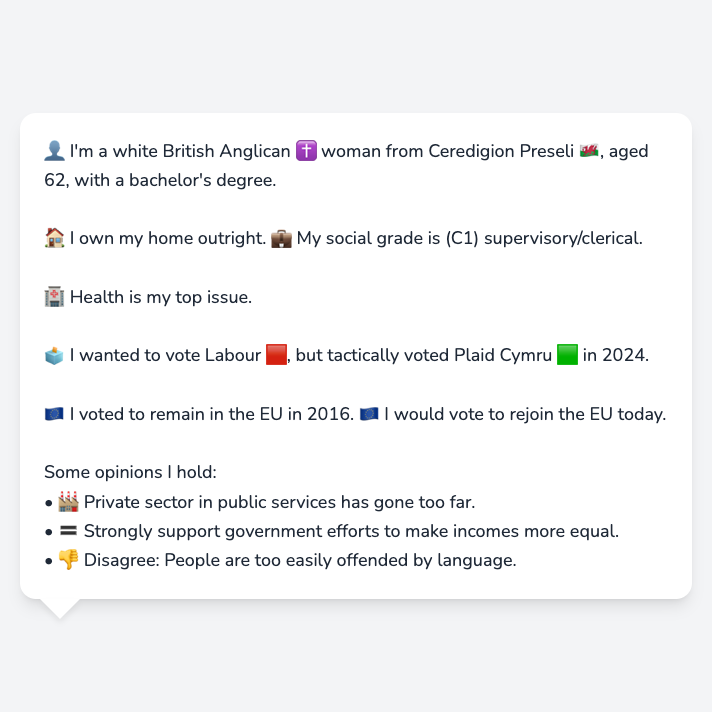 👤 I'm a white British Anglican ✝️ woman from Ceredigion Preseli 🏴󠁧󠁢󠁷󠁬󠁳󠁿, aged
62, with a bachelor's degree.
🏠 I own my home outright. 💼 My social grade is (C1) supervisory/clerical.
🏥 Health is my top issue.
🗳️ I wanted to vote Labour 🟥, but tactically voted Plaid Cymru 🟩 in 2024.
🇪🇺 I voted to remain in the EU in 2016. 🇪🇺 I would vote to rejoin the EU today.
Some opinions I hold:
• 🏭 Private sector in public services has gone too far.
• 🟰 Strongly support government efforts to make incomes more equal.
• 👎 Disagree: People are too easily offended by language.